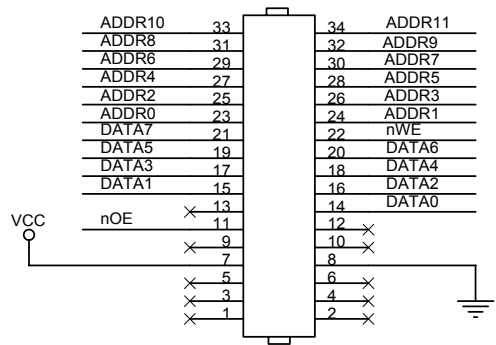 ADDR10 33 34 ADDR11
ADDR8 31 32 ADDR9
ADDR6 29 30 ADDR7
ADDR4 27 28 ADDR5
ADDR2 25 26 ADDR3
ADDR0 23 24 ADDR1
DATA7 21 22 nWE
DATA5 19 20 DATA6
DATA3 17 18 DATA4
DATA1 15 16 DATA2
13 14 DATA0
VCC nOE 11 12
9 10
7 8
5 6
3 4
1 2